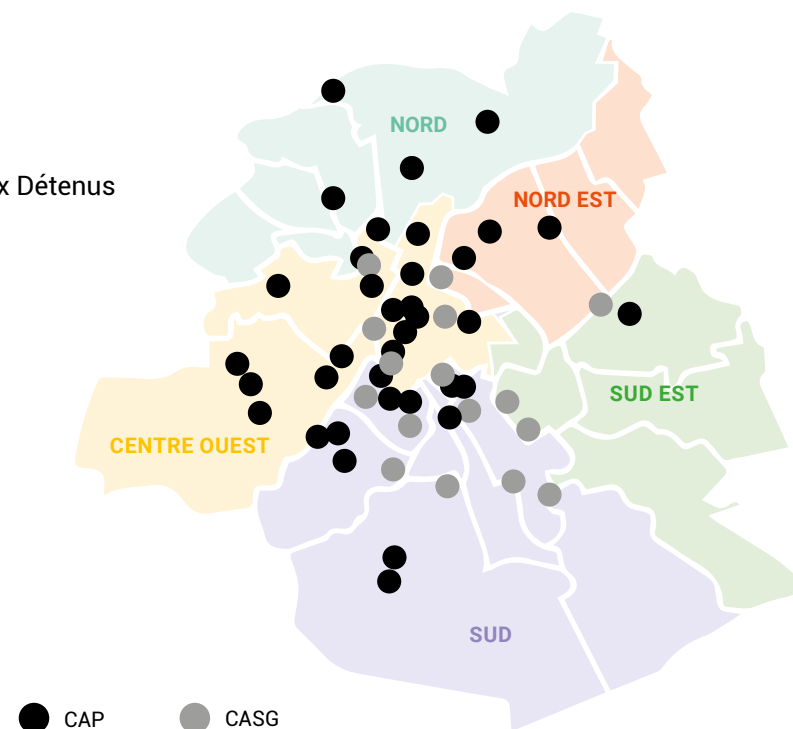 x Détenus
NORD
NORD EST
SUD EST
CENTRE OUEST
SUD
CAP
CASG